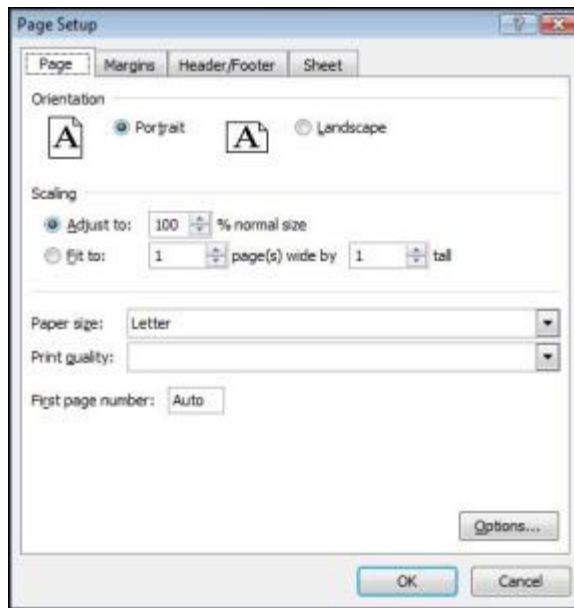 Page Setup
Page Margins Header/Footer Sheet
Orientation
A Portrait A Landscape
Scaling
Adjust to: 100 % normal size
Fit to: 1 page(s) wide by 1 tall
Paper size: Letter
Print quality:
First page number: Auto
Options...
OK Cancel